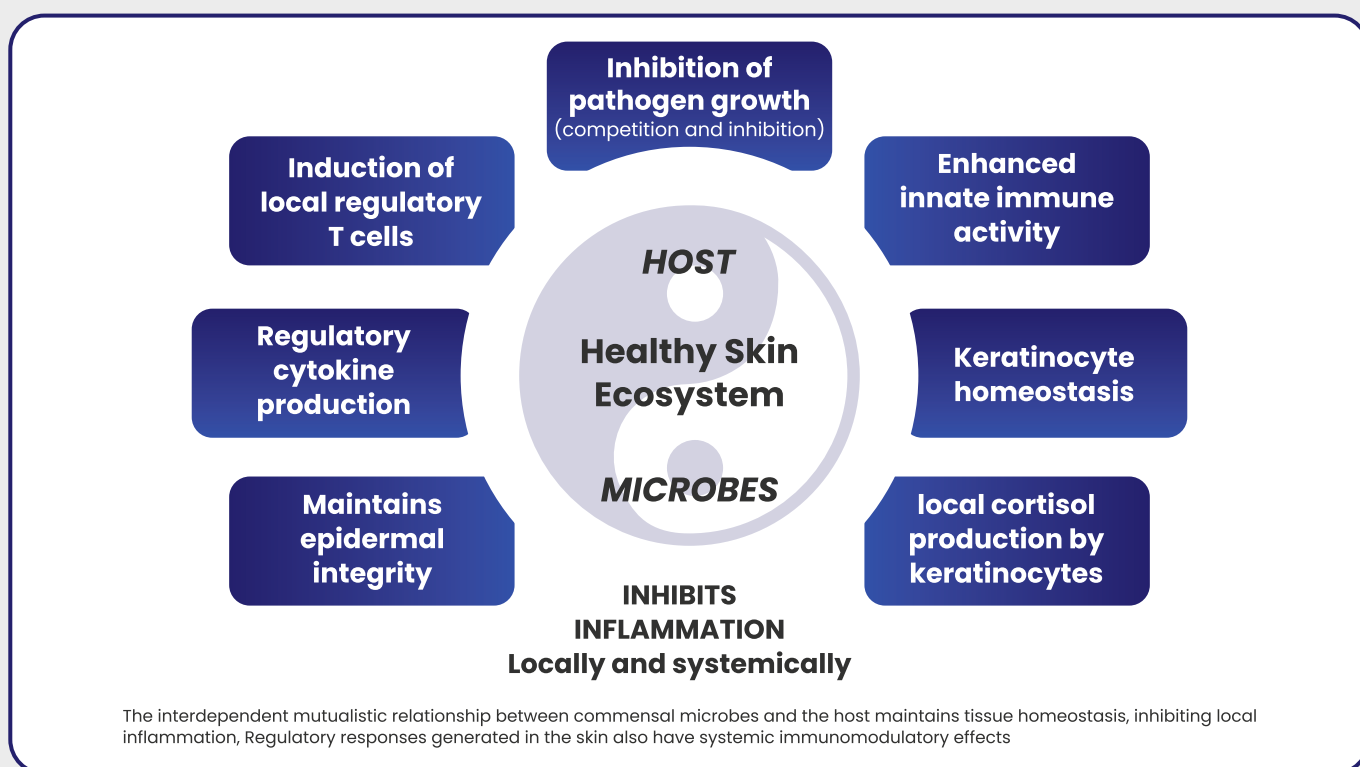 Inhibition of
pathogen growth
(competition and inhibition)
Induction of
local regulatory
T cells
Enhanced
innate immune
activity
HOST
Regulatory
cytokine
production
Healthy Skin
Ecosystem
Keratinocyte
homeostasis
Maintains
epidermal
integrity
MICROBES
local cortisol
production by
keratinocytes
INHIBITS
INFLAMMATION
Locally and systemically
The interdependent mutualistic relationship between commensal microbes and the host maintains tissue homeostasis, inhibiting local
inflammation, Regulatory responses generated in the skin also have systemic immunomodulatory effects